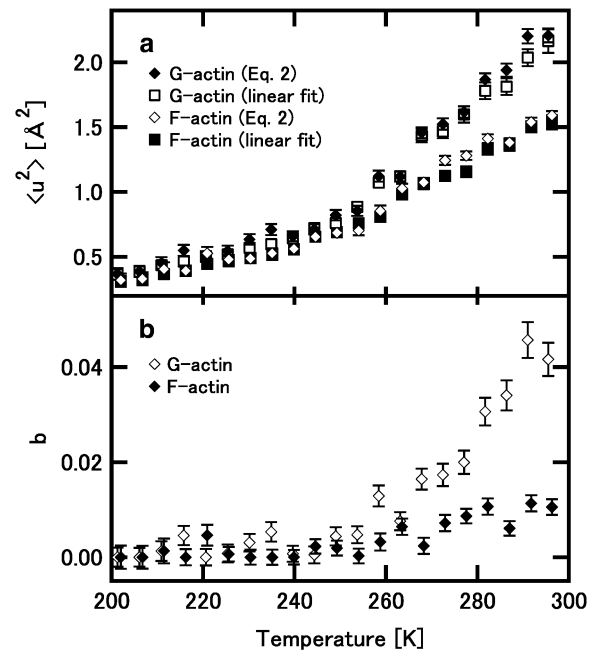 a
2.0
G-actin (Eq. 2)
G-actin (linear fit)
F-actin (Eq. 2)
F-actin (linear fit)
1.5
1.0
0.5
<u²> [Å²]
b
G-actin
F-actin
0.04
0.02
0.00
b
200 220 240 260 280 300
Temperature [K]